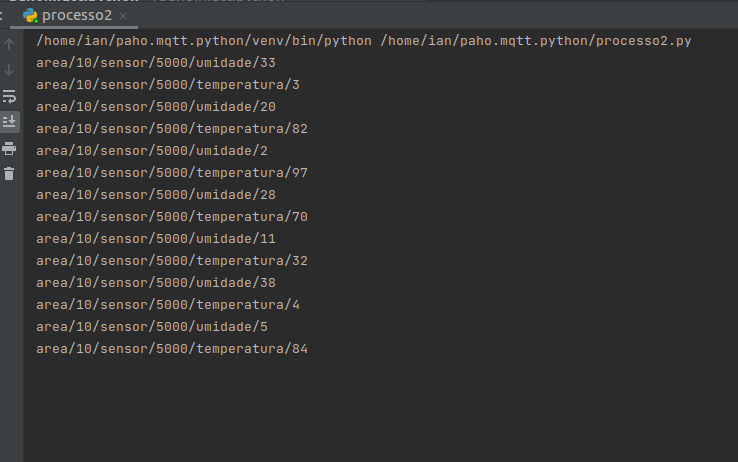 processo2
/home/ian/paho.mqtt.python/venv/bin/python /home/ian/paho.mqtt.python/processo2.py
area/10/sensor/5000/umidade/33
area/10/sensor/5000/temperatura/3
area/10/sensor/5000/umidade/20
area/10/sensor/5000/temperatura/82
area/10/sensor/5000/umidade/2
area/10/sensor/5000/temperatura/97
area/10/sensor/5000/umidade/28
area/10/sensor/5000/temperatura/70
area/10/sensor/5000/umidade/11
area/10/sensor/5000/temperatura/32
area/10/sensor/5000/umidade/38
area/10/sensor/5000/temperatura/4
area/10/sensor/5000/umidade/5
area/10/sensor/5000/temperatura/84